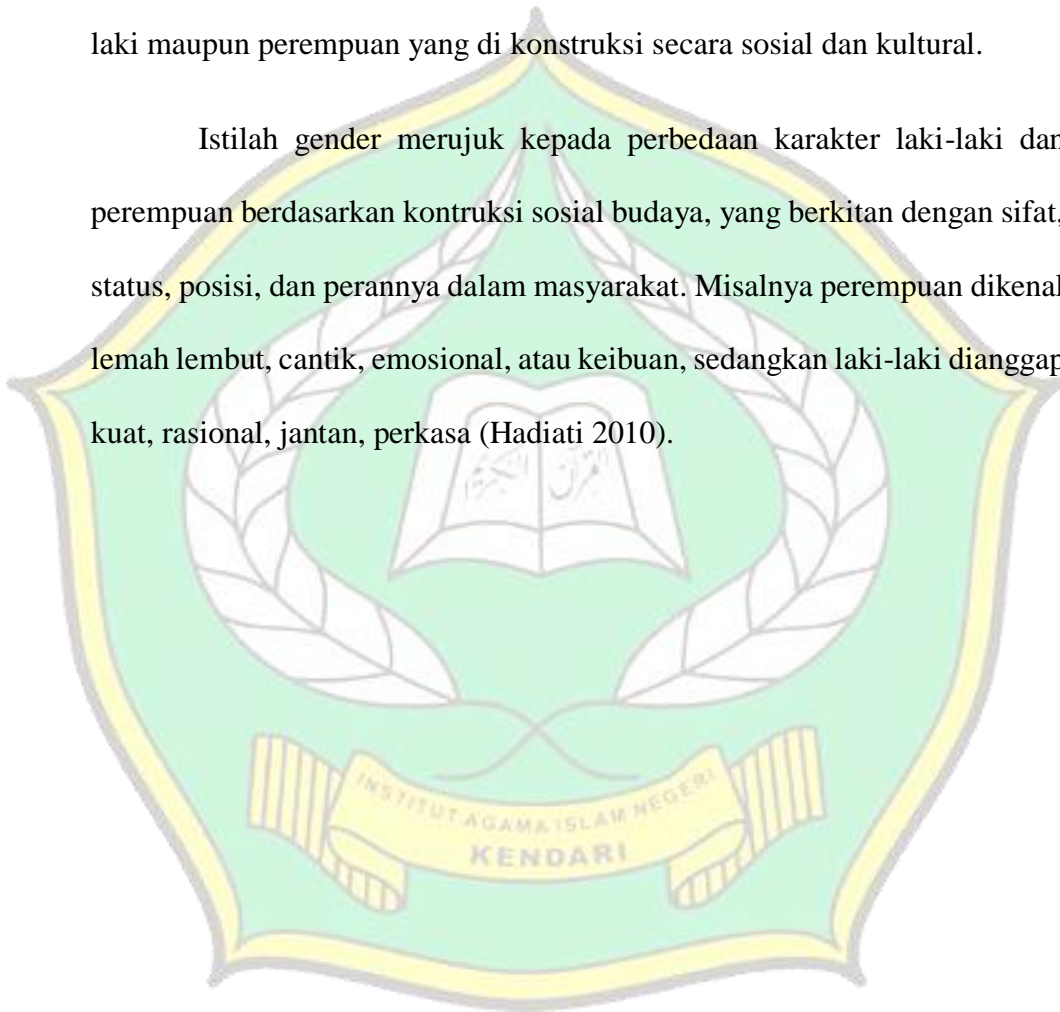 laki maupun perempuan yang di konstruksi secara sosial dan kultural.
Istilah gender merujuk kepada perbedaan karakter laki-laki dan
perempuan berdasarkan kontruksi sosial budaya, yang berkitan dengan sifat,
status, posisi, dan perannya dalam masyarakat. Misalnya perempuan dikenal
lemah lembut, cantik, emosional, atau keibuan, sedangkan laki-laki dianggap
kuat, rasional, jantan, perkasa (Hadiati 2010).
القرآن الكريم
INSTITUT AGAMA ISLAM NEGERI
KENDARI